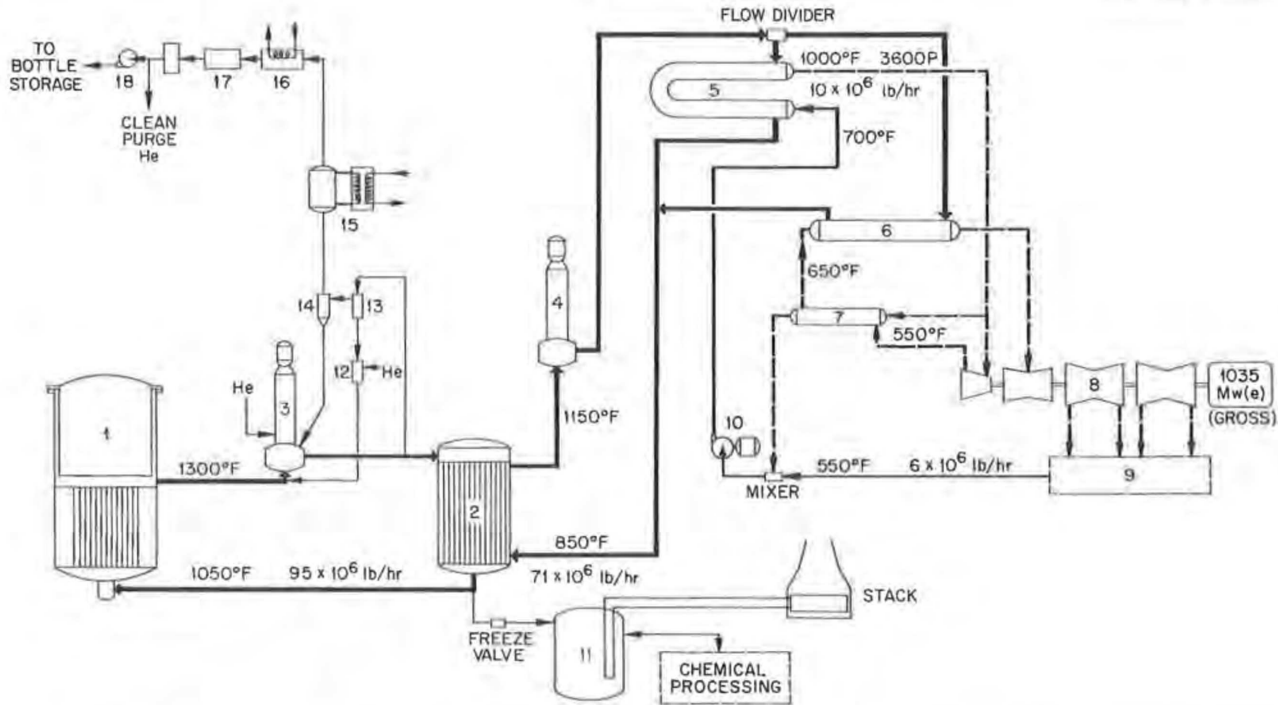 FLOW DIVIDER
TO
BOTTLE
STORAGE
18
17
16
CLEAN
PURGE
He
1000°F 3600P
10 x 10⁶ lb/hr
5
700°F
15
6
650°F
4
14
13
7
550°F
12
He
He
3
8
1035
Mw(e)
(GROSS)
1
1150°F
10
1300°F
550°F 6 x 10⁶ lb/hr
9
MIXER
2
850°F
1050°F 95 x 10⁶ lb/hr
71 x 10⁶ lb/hr
STACK
FREEZE
VALVE
11
CHEMICAL
PROCESSING